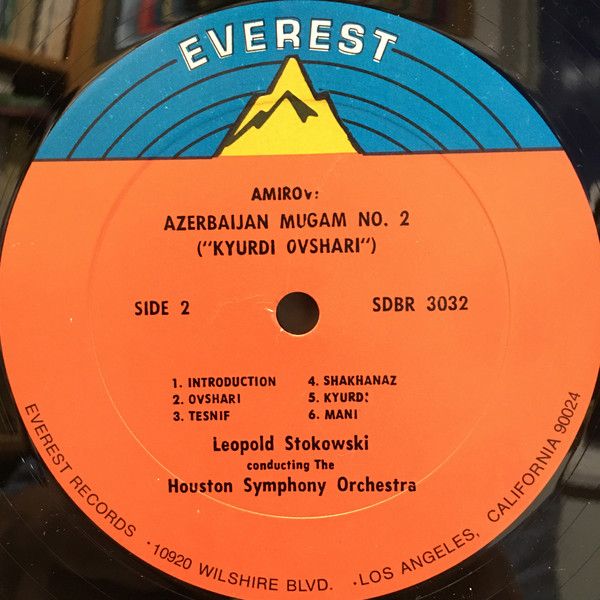 EVEREST
AMIROV:
AZERBAIJAN MUGAM NO. 2
("KYURDI OVSHARI")
SIDE 2
SDBR 3032
1. INTRODUCTION
2. OVSHARI
3. TESNIF
4. SHAKHANAZ
5. KYURDI
6. MANI
Leopold Stokowski
conducting The
Houston Symphony Orchestra
EVEREST RECORDS · 10920 WILSHIRE BLVD. · LOS ANGELES, CALIFORNIA 90024